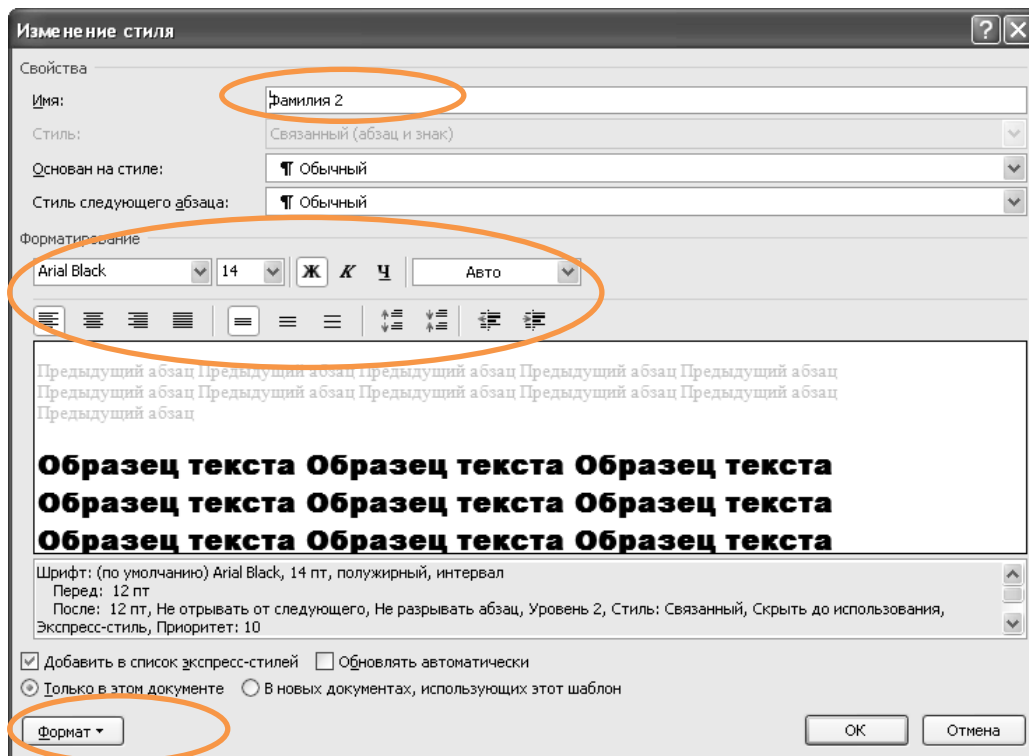 Изменение стиля
Свойства
Имя: Фамилия 2
Стиль: Связанный (абзац и знак)
Основан на стиле: ¶ Обычный
Стиль следующего абзаца: ¶ Обычный
Форматирование
Arial Black 14 Ж К Ч Авто
Предыдущий абзац Предыдущий абзац Предыдущий абзац Предыдущий абзац Предыдущий абзац
Предыдущий абзац Предыдущий абзац Предыдущий абзац Предыдущий абзац Предыдущий абзац
Предыдущий абзац
Образец текста Образец текста Образец текста
Образец текста Образец текста Образец текста
Образец текста Образец текста Образец текста
Шрифт: (по умолчанию) Arial Black, 14 пт, полужирный, интервал
Перед: 12 пт
После: 12 пт, Не отрывать от следующего, Не разрывать абзац, Уровень 2, Стиль: Связанный, Скрыть до использования,
Экспресс-стиль, Приоритет: 10
Добавить в список экспресс-стилей Обновлять автоматически
Только в этом документе В новых документах, использующих этот шаблон
Формат ОК Отмена